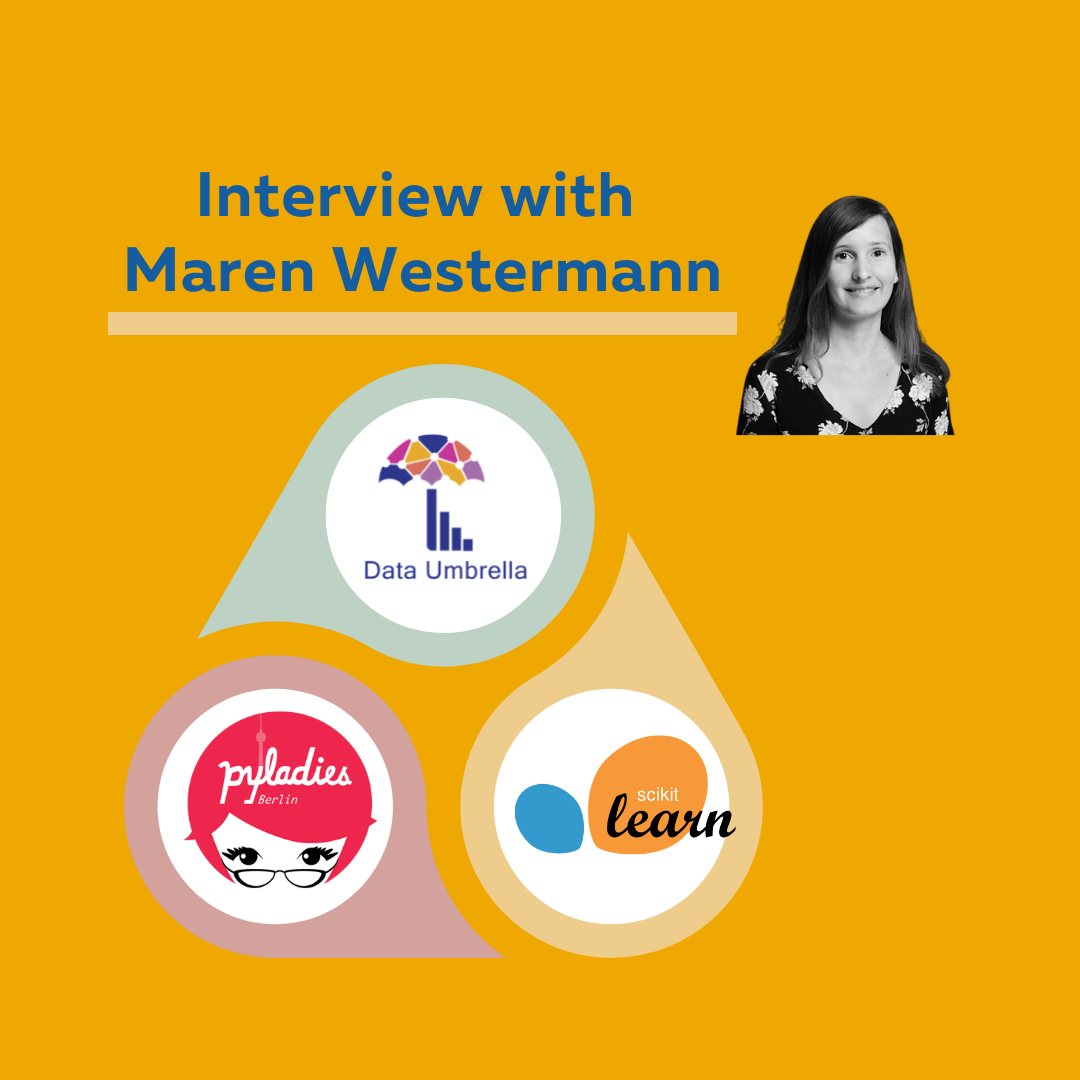 Interview with
Maren Westermann
Data Umbrella
pyladies
Berlin
scikit
learn